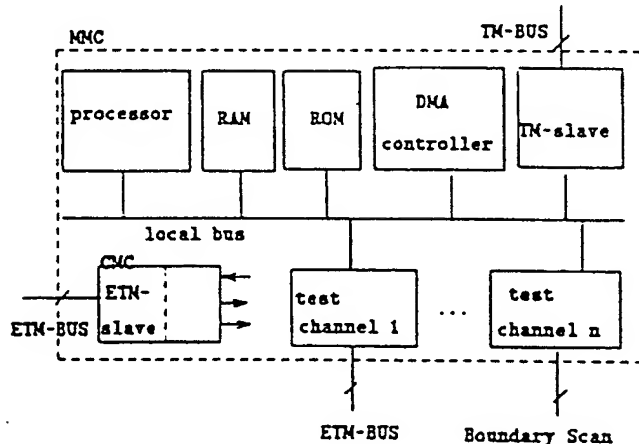 MMC
TM-BUS
processor
RAM
ROM
DMA
controller
TM-slave
local bus
CMC
ETM-
slave
ETM-BUS
test
channel 1
...
test
channel n
ETM-BUS
Boundary Scan